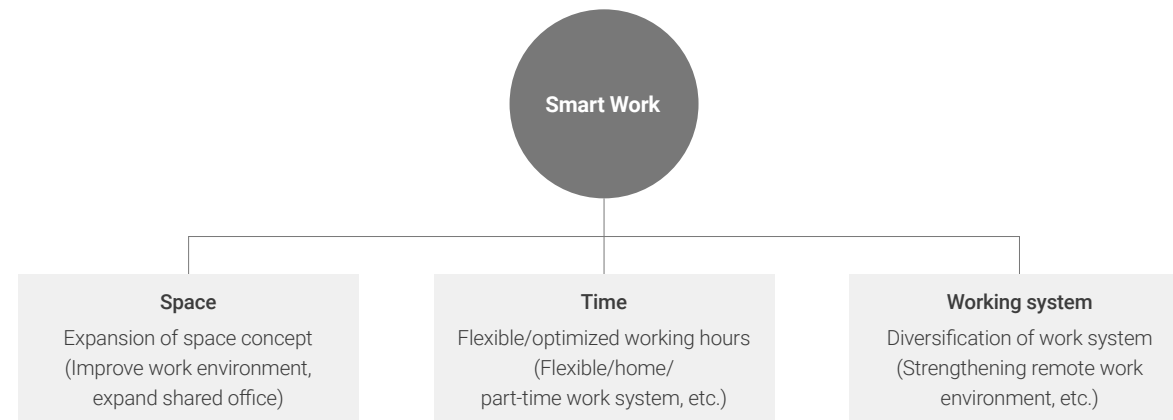 Smart Work
Space
Expansion of space concept
(Improve work environment,
expand shared office)
Time
Flexible/optimized working hours
(Flexible/home/
part-time work system, etc.)
Working system
Diversification of work system
(Strengthening remote work
environment, etc.)